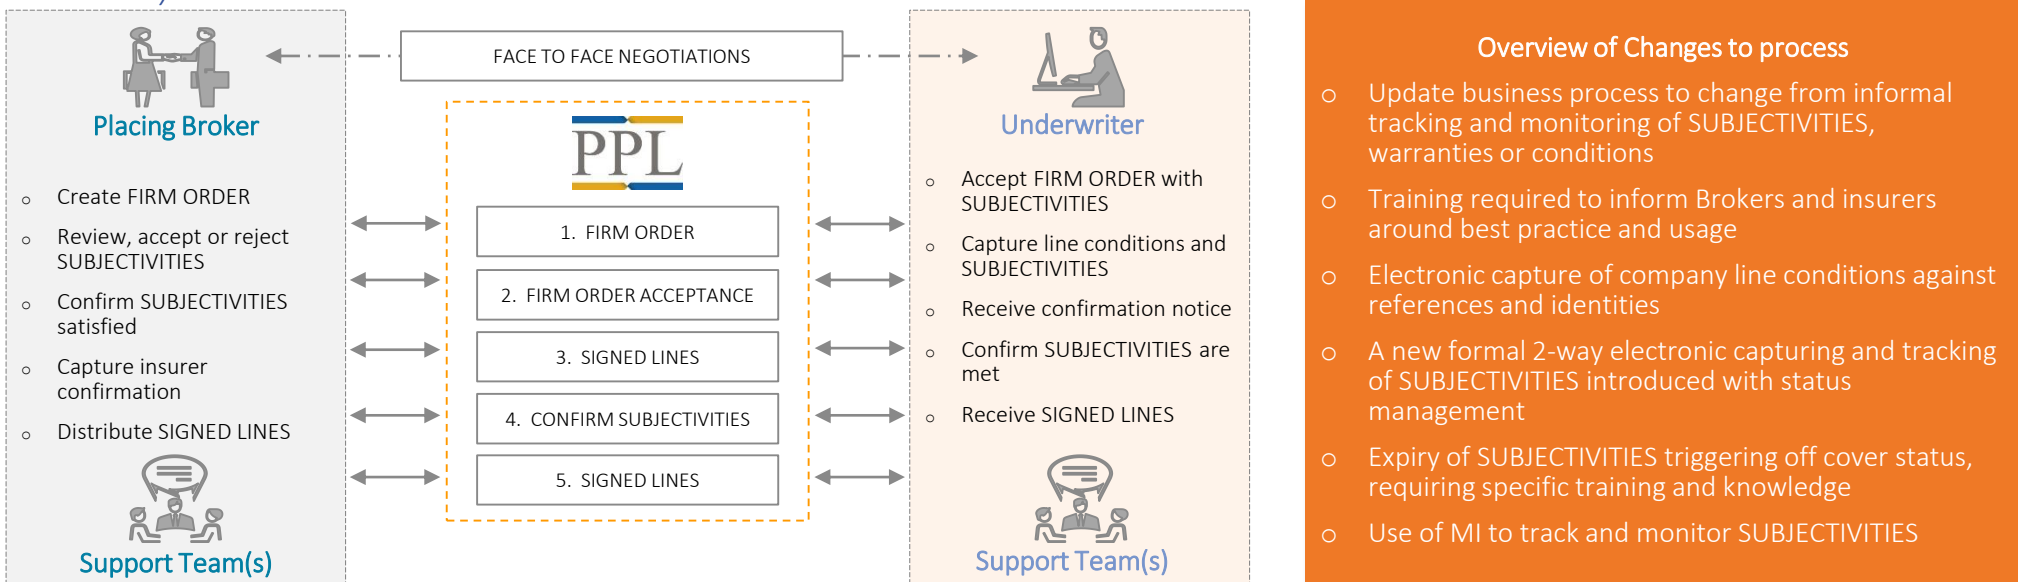 FACE TO FACE NEGOTIATIONS
Placing Broker
o Create FIRM ORDER
o Review, accept or reject
SUBJECTIVITIES
o Confirm SUBJECTIVITIES
satisfied
o Capture insurer
confirmation
o Distribute SIGNED LINES
Support Team(s)
PPL
1. FIRM ORDER
2. FIRM ORDER ACCEPTANCE
3. SIGNED LINES
4. CONFIRM SUBJECTIVITIES
5. SIGNED LINES
Underwriter
o Accept FIRM ORDER with
SUBJECTIVITIES
o Capture line conditions and
SUBJECTIVITIES
o Receive confirmation notice
o Confirm SUBJECTIVITIES are
met
o Receive SIGNED LINES
Support Team(s)
Overview of Changes to process
o Update business process to change from informal
tracking and monitoring of SUBJECTIVITIES,
warranties or conditions
o Training required to inform Brokers and insurers
around best practice and usage
o Electronic capture of company line conditions against
references and identities
o A new formal 2-way electronic capturing and tracking
of SUBJECTIVITIES introduced with status
management
o Expiry of SUBJECTIVITIES triggering off cover status,
requiring specific training and knowledge
o Use of MI to track and monitor SUBJECTIVITIES